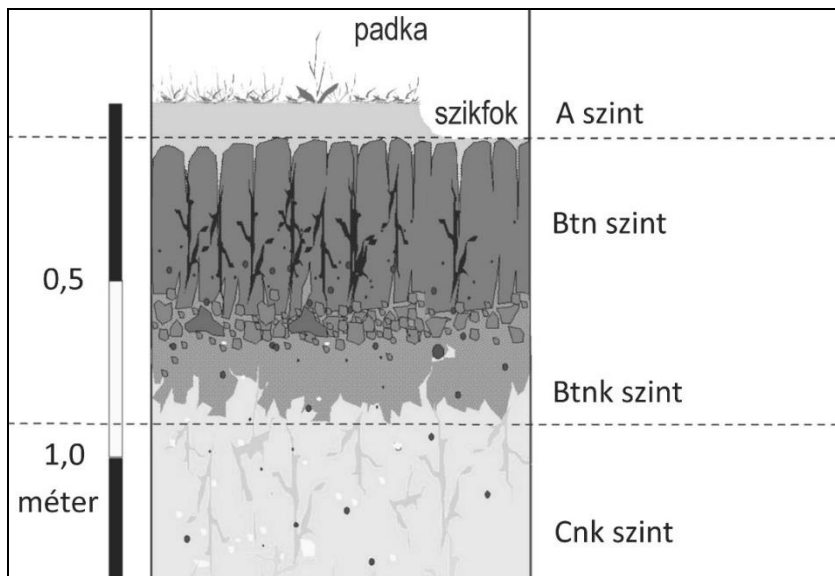 padka
szikfok
A szint
Btn szint
0,5
Btnk szint
1,0
méter
Cnk szint